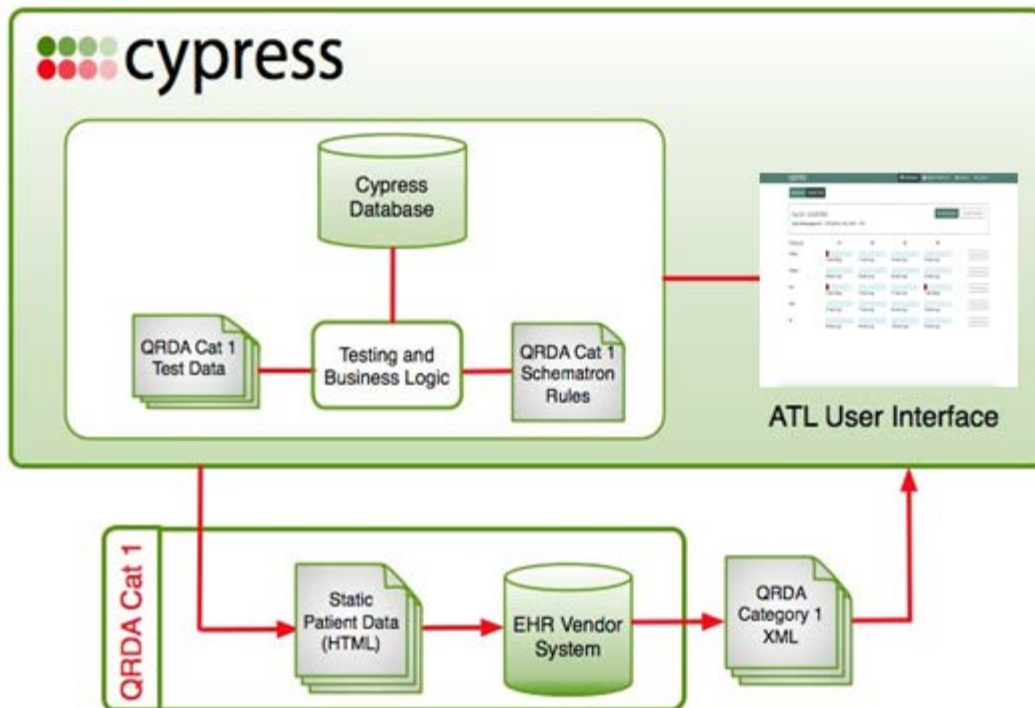 cypress
Cypress
Database
QRDA Cat 1
Test Data
Testing and
Business Logic
QRDA Cat 1
Schematron
Rules
ATL User Interface
QRDA Cat 1
Static
Patient Data
(HTML)
EHR Vendor
System
QRDA
Category 1
XML